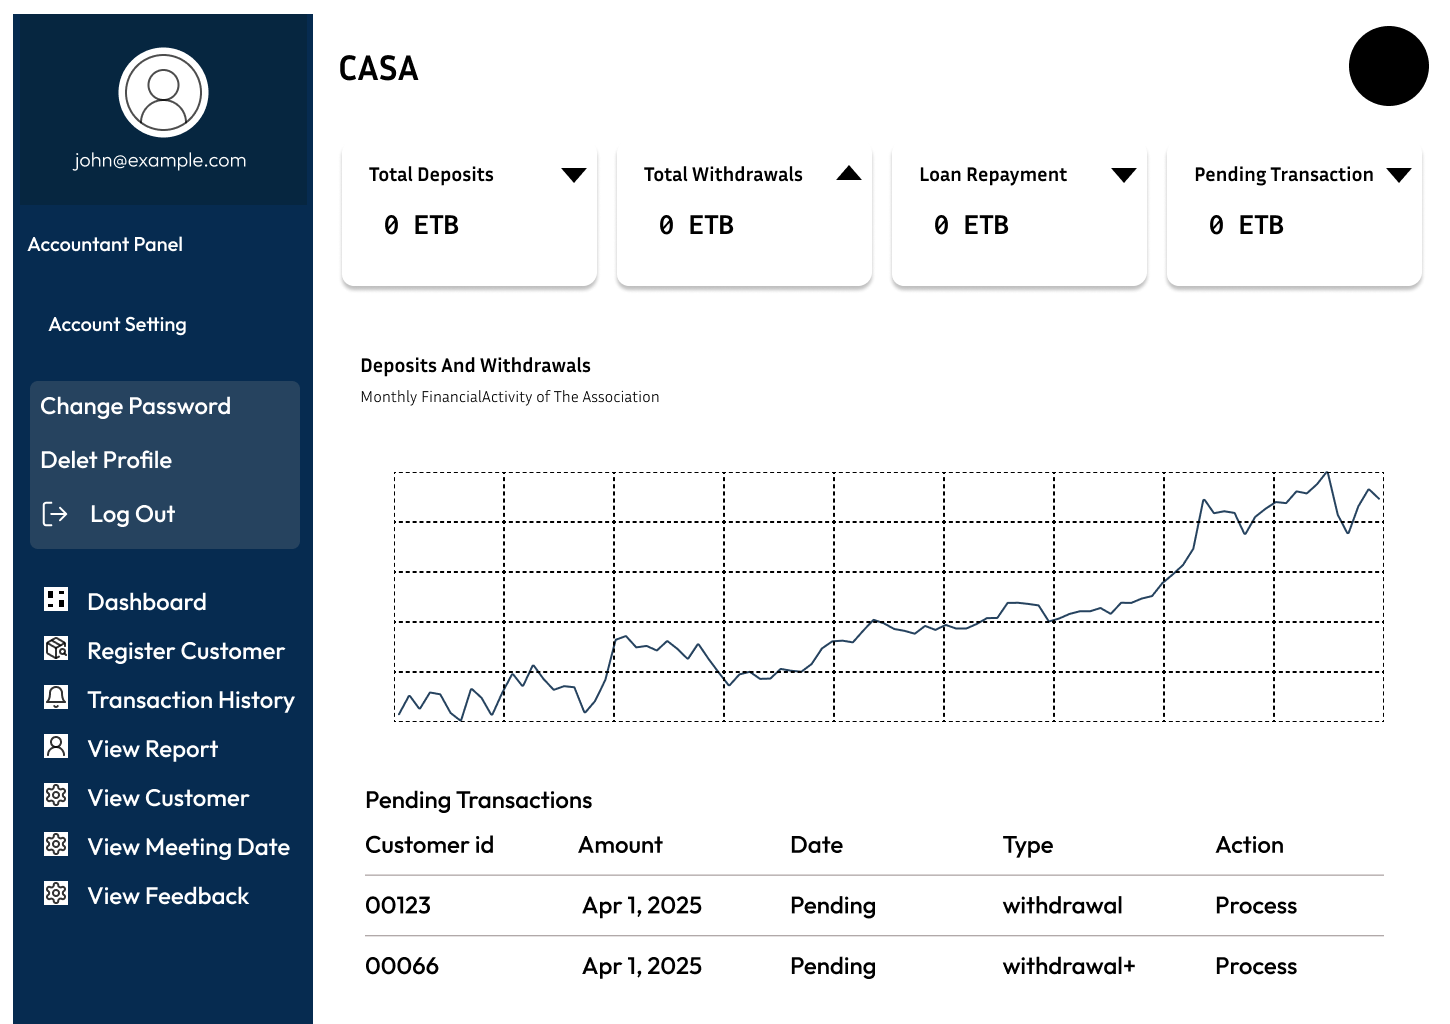 john@example.com
Accountant Panel
Account Setting
Change Password
Delet Profile
Log Out
Dashboard
Register Customer
Transaction History
View Report
View Customer
View Meeting Date
View Feedback
CASA
Total Deposits
0 ETB
Total Withdrawals
0 ETB
Loan Repayment
0 ETB
Pending Transaction
0 ETB
Deposits And Withdrawals
Monthly FinancialActivity of The Association
Pending Transactions
Customer id Amount Date Type Action
00123 Apr 1, 2025 Pending withdrawal Process
00066 Apr 1, 2025 Pending withdrawal+ Process